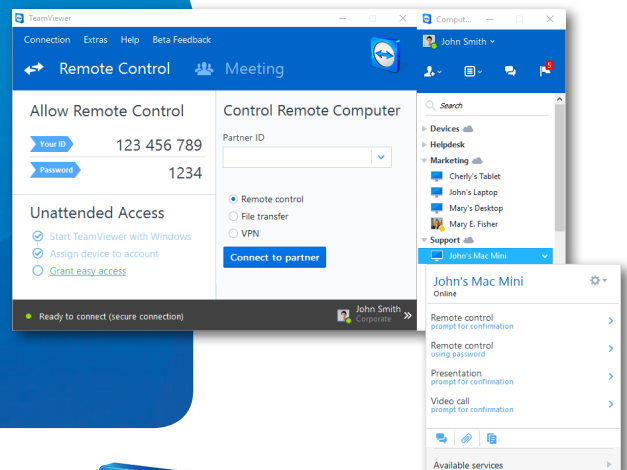 TeamViewer
Connection Extras Help Beta Feedback
Remote Control Meeting
Allow Remote Control
Your ID 123 456 789
Password 1234
Unattended Access
Start TeamViewer with Windows
Assign device to account
Grant easy access
Control Remote Computer
Partner ID
Remote control
File transfer
VPN
Connect to partner
Ready to connect (secure connection)
John Smith
Corporate
Comput...
John Smith
5
Search
Devices
Helpdesk
Marketing
Cherly's Tablet
John's Laptop
Mary's Desktop
Mary E. Fisher
Support
John's Mac Mini
John's Mac Mini
Online
Remote control
prompt for confirmation
Remote control
using password
Presentation
prompt for confirmation
Video call
prompt for confirmation
Available services